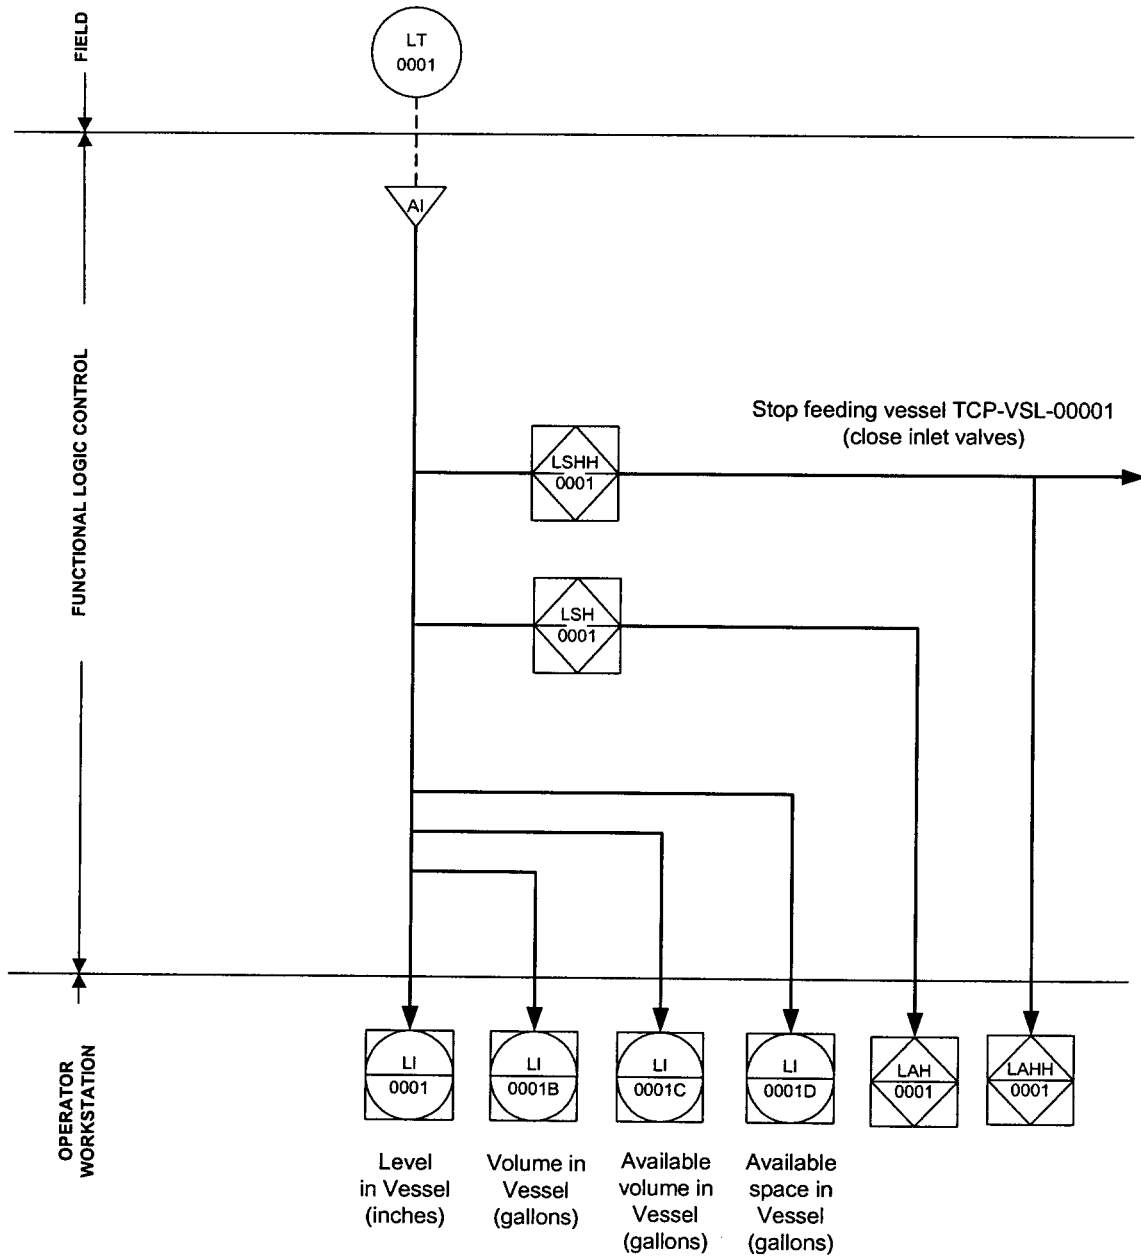 FIELD
LT
0001
AI
FUNCTIONAL LOGIC CONTROL
Stop feeding vessel TCP-VSL-00001
(close inlet valves)
LSHH
0001
LSH
0001
OPERATOR
WORKSTATION
LI
0001
LI
0001B
LI
0001C
LI
0001D
LAH
0001
LAHH
0001
Level
in Vessel
(inches)
Volume in
Vessel
(gallons)
Available
volume in
Vessel
(gallons)
Available
space in
Vessel
(gallons)